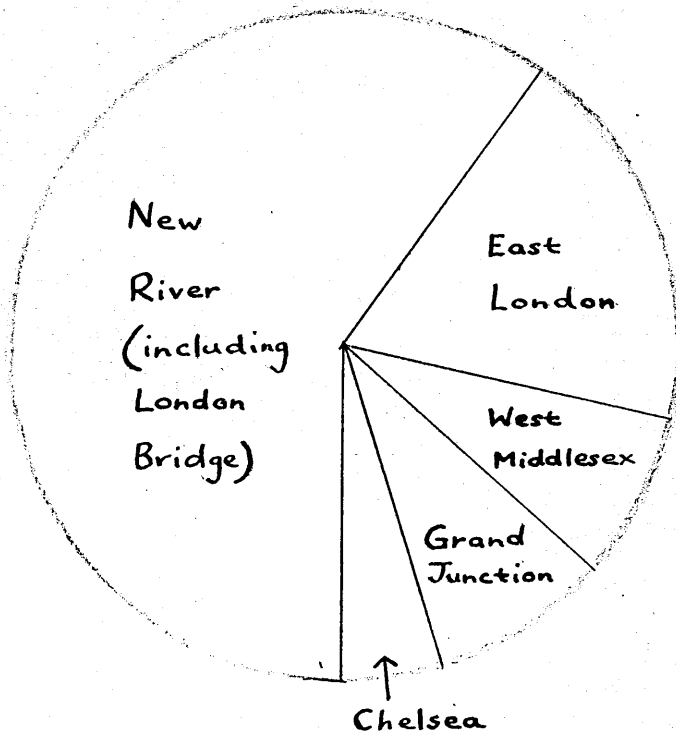 New
River
(including
London
Bridge)
East
London
West
Middlesex
Grand
Junction
Chelsea